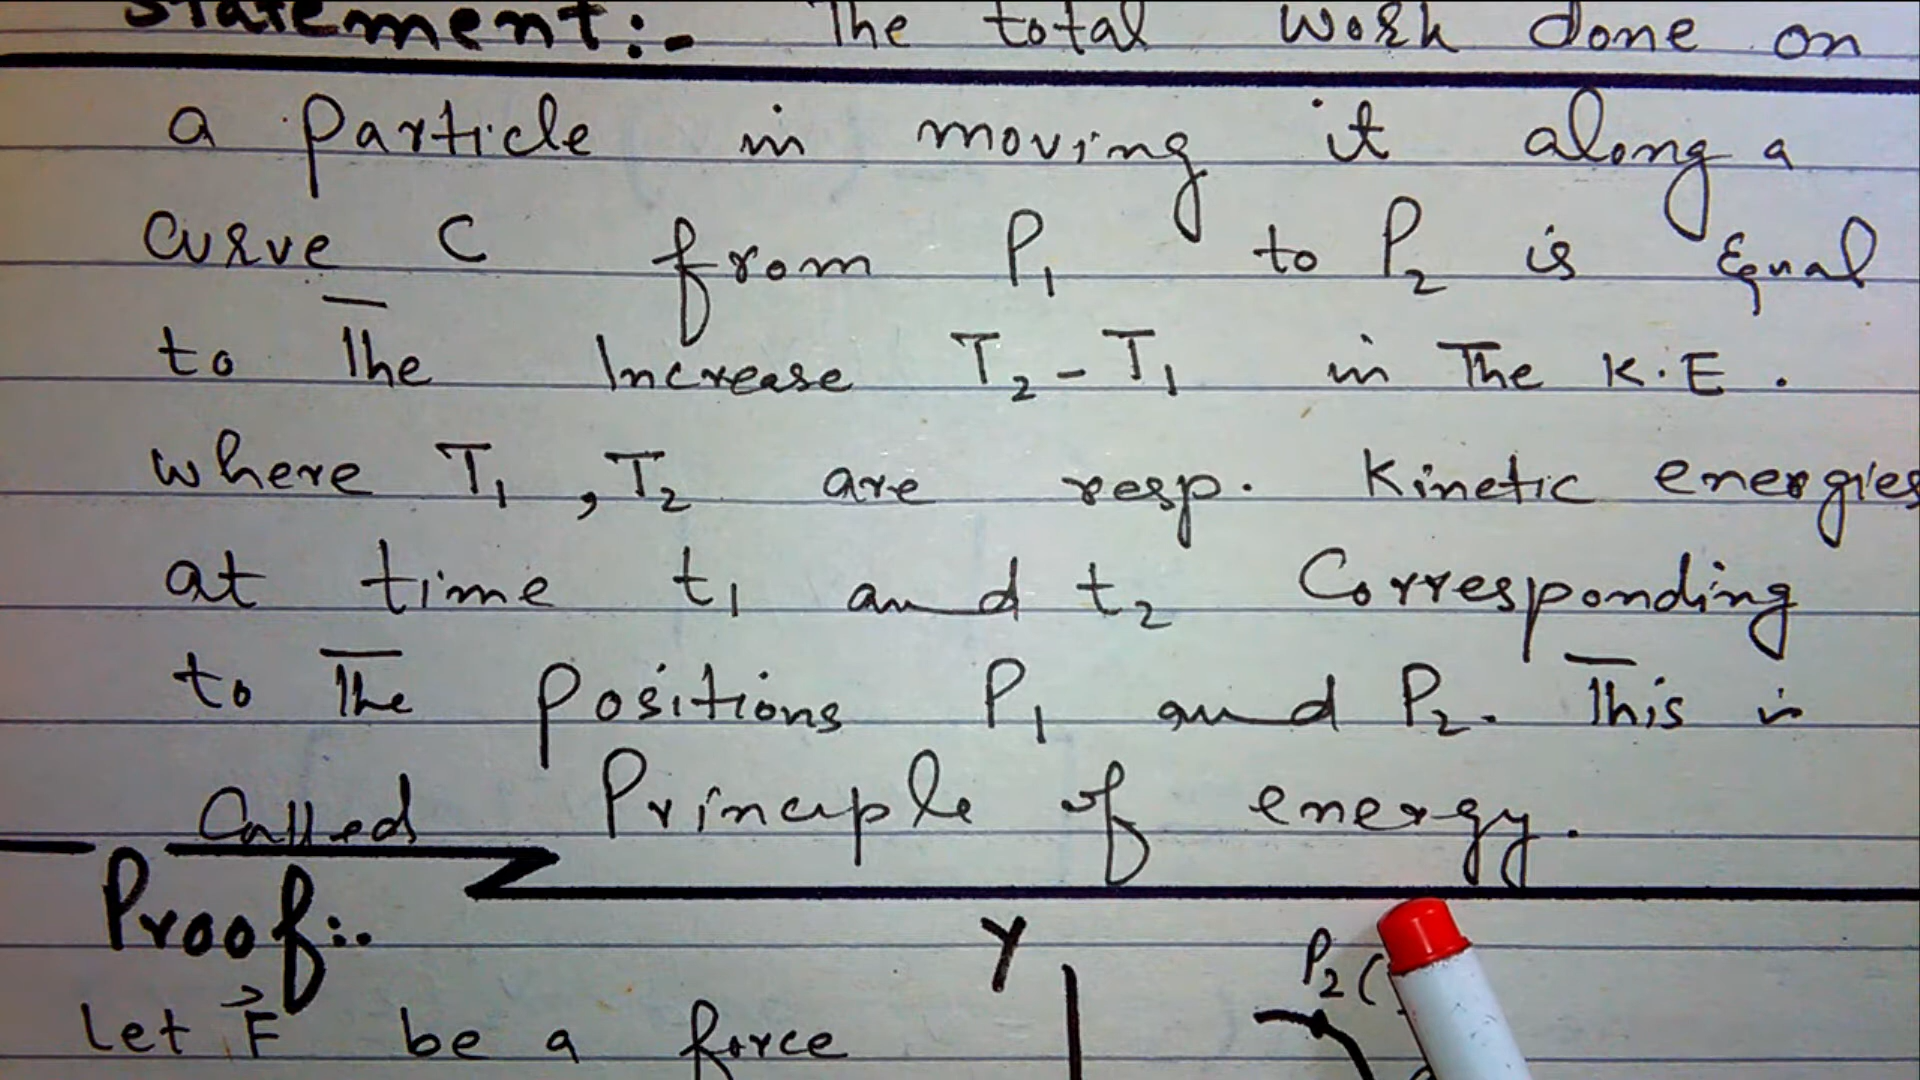 Statement:- The total work done on
a particle in moving it along a
curve C from P₁ to P₂ is Equal
to The Increase T₂ - T₁ in The K.E.
where T₁, T₂ are resp. Kinetic energies
at time t₁ and t₂ Corresponding
to The positions P₁ and P₂. This is
Called Principle of energy.
Proof:-
Y
P₂(
Let F⃗ be a force